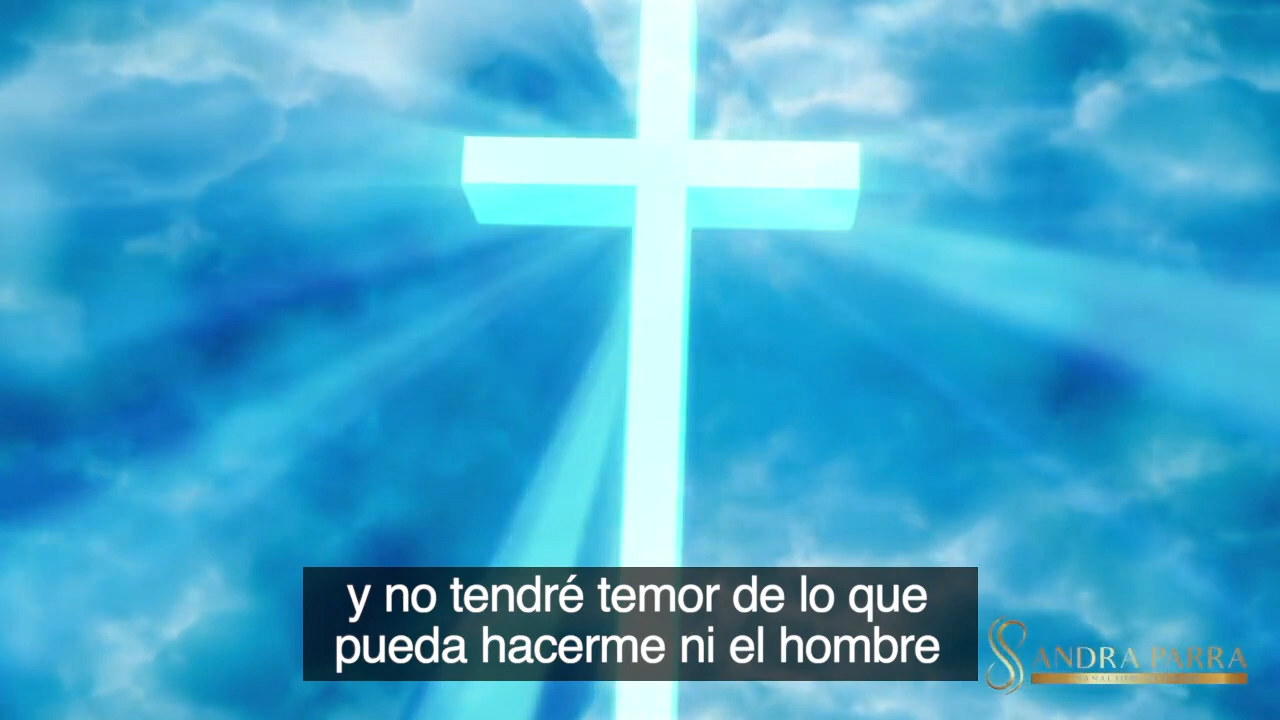 y no tendré temor de lo que
pueda hacerme ni el hombre
SANDRA PARRA